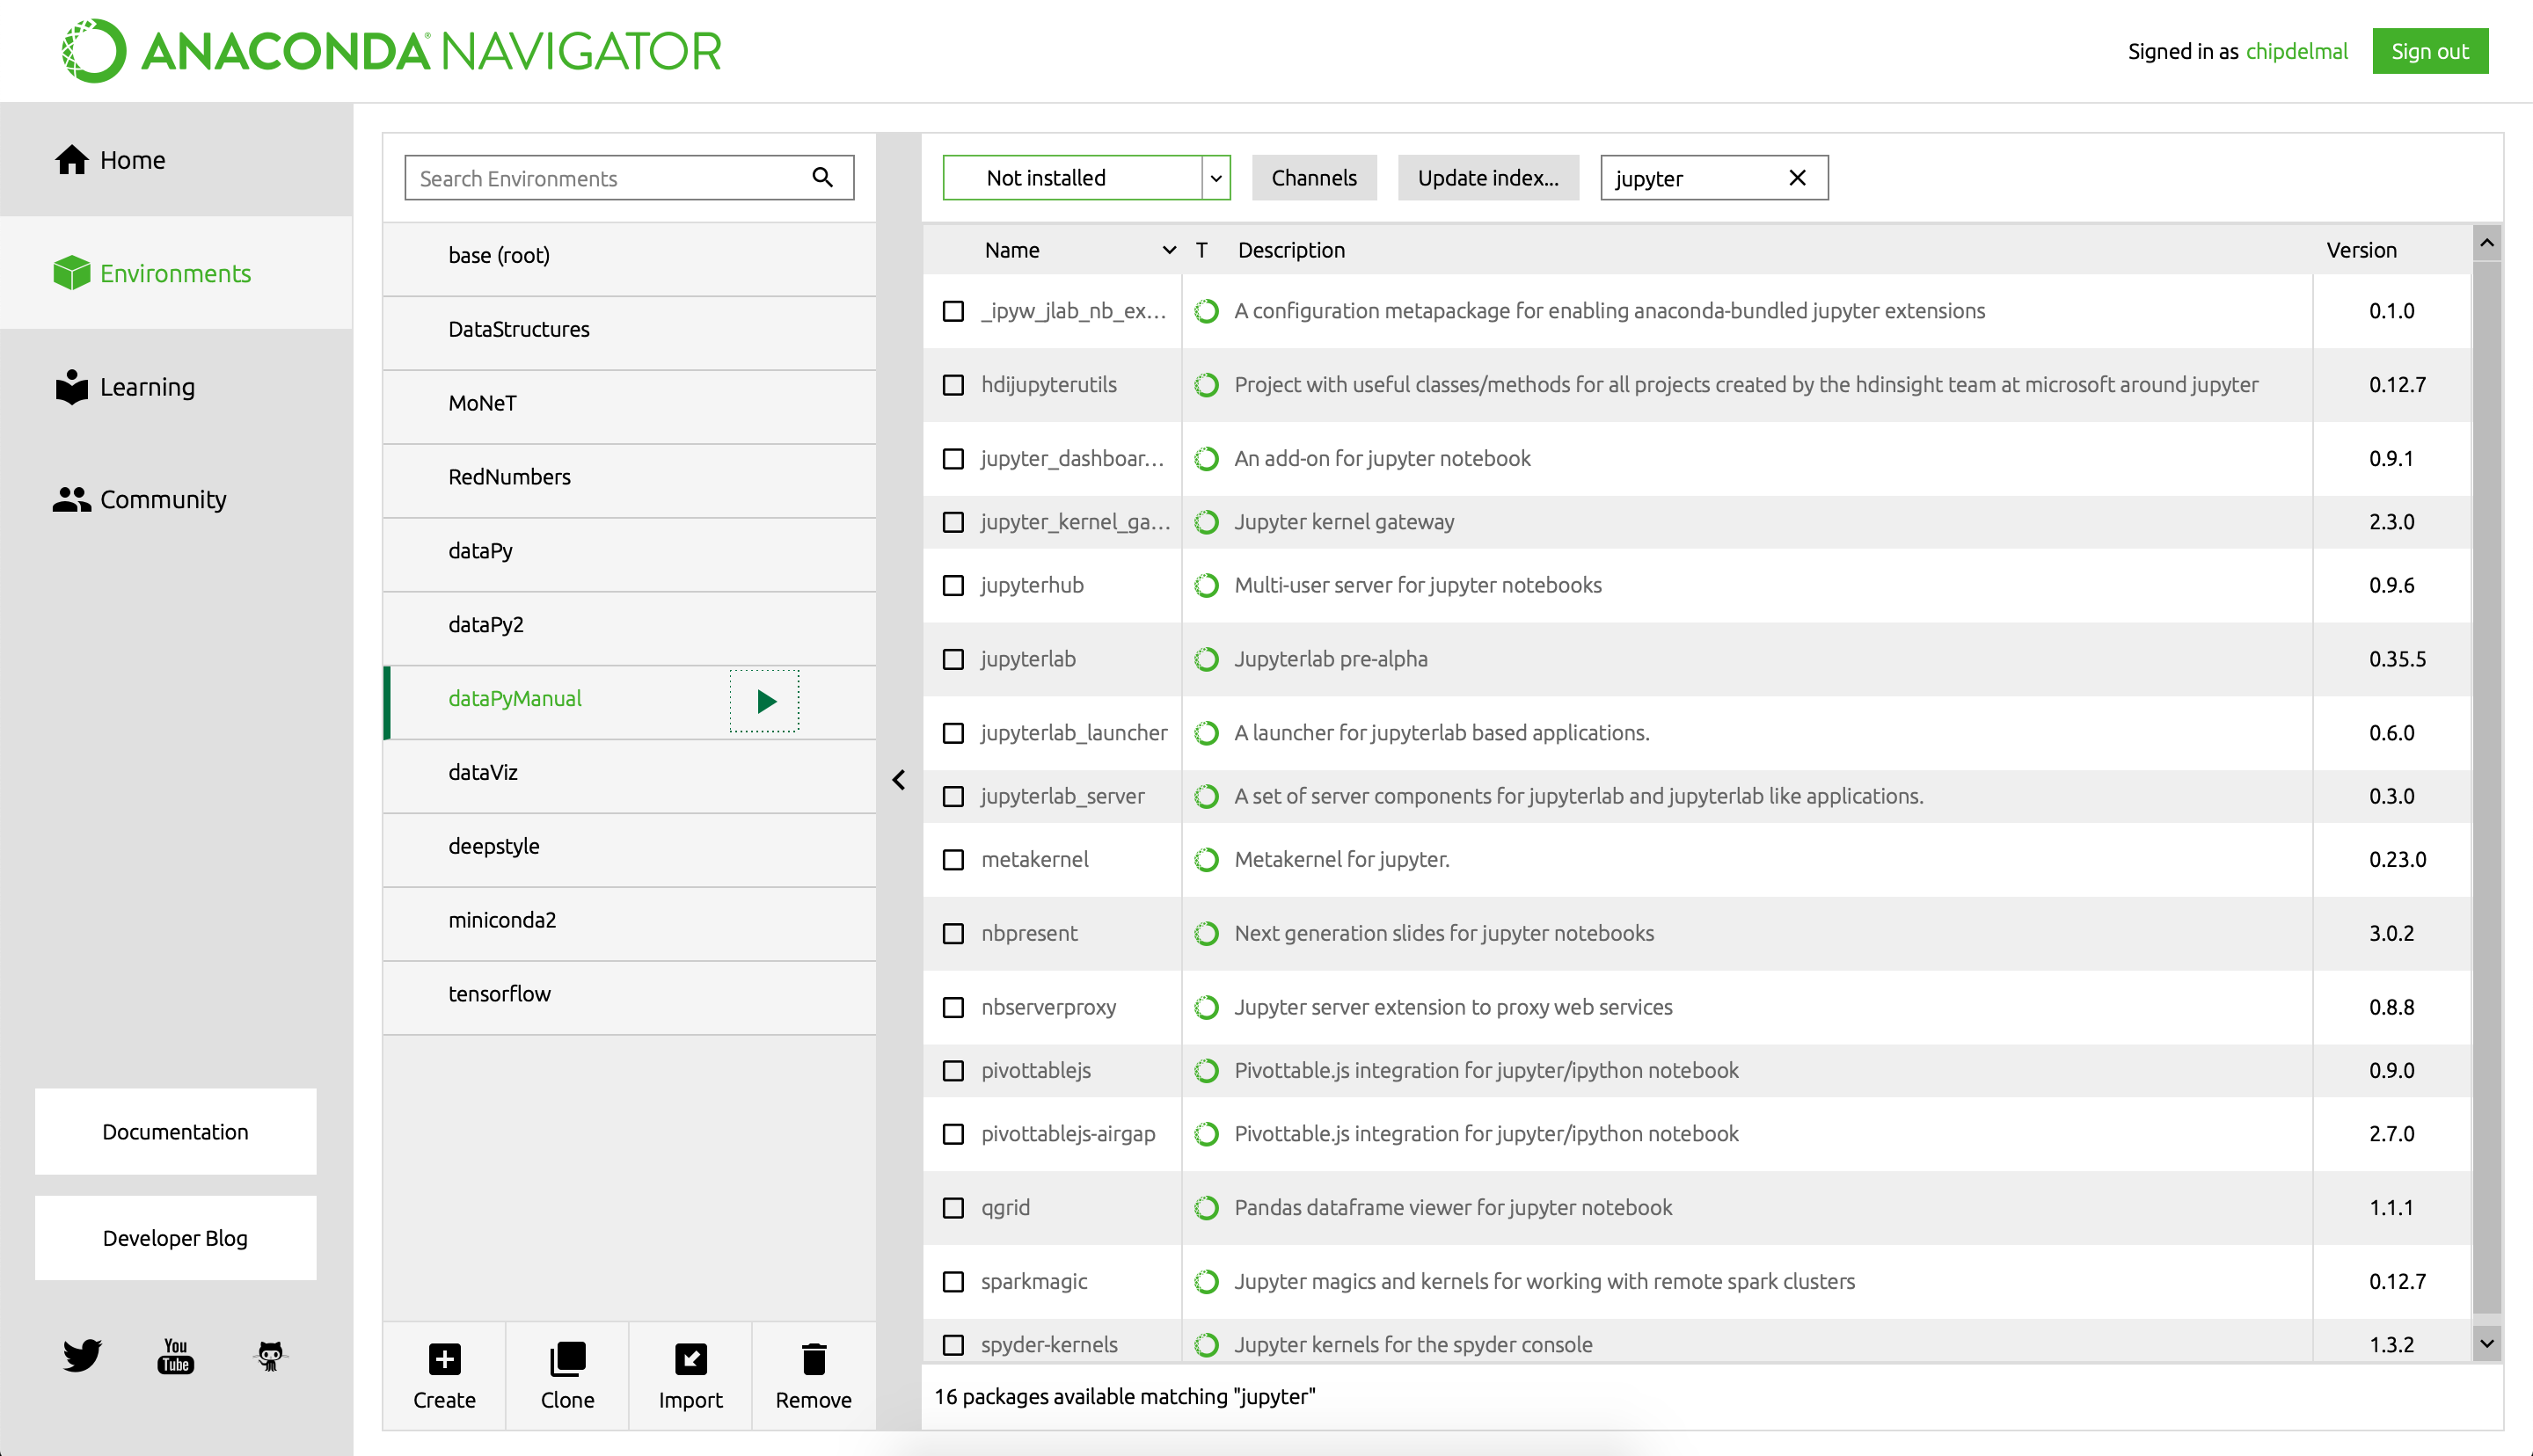 ANACONDA® NAVIGATOR
Signed in as chipdelmal
Sign out
Home
Environments
Learning
Community
Documentation
Developer Blog
You
Tube
Search Environments
base (root)
DataStructures
MoNeT
RedNumbers
dataPy
dataPy2
dataPyManual
dataViz
deepstyle
miniconda2
tensorflow
Create
Clone
Import
Remove
Not installed
Channels
Update index...
jupyter
Name T Description Version
_ipyw_jlab_nb_ex... A configuration metapackage for enabling anaconda-bundled jupyter extensions 0.1.0
hdijupyterutils Project with useful classes/methods for all projects created by the hdinsight team at microsoft around jupyter 0.12.7
jupyter_dashboar... An add-on for jupyter notebook 0.9.1
jupyter_kernel_ga... Jupyter kernel gateway 2.3.0
jupyterhub Multi-user server for jupyter notebooks 0.9.6
jupyterlab Jupyterlab pre-alpha 0.35.5
jupyterlab_launcher A launcher for jupyterlab based applications. 0.6.0
jupyterlab_server A set of server components for jupyterlab and jupyterlab like applications. 0.3.0
metakernel Metakernel for jupyter. 0.23.0
nbpresent Next generation slides for jupyter notebooks 3.0.2
nbserverproxy Jupyter server extension to proxy web services 0.8.8
pivottablejs Pivottable.js integration for jupyter/ipython notebook 0.9.0
pivottablejs-airgap Pivottable.js integration for jupyter/ipython notebook 2.7.0
qgrid Pandas dataframe viewer for jupyter notebook 1.1.1
sparkmagic Jupyter magics and kernels for working with remote spark clusters 0.12.7
spyder-kernels Jupyter kernels for the spyder console 1.3.2
16 packages available matching "jupyter"